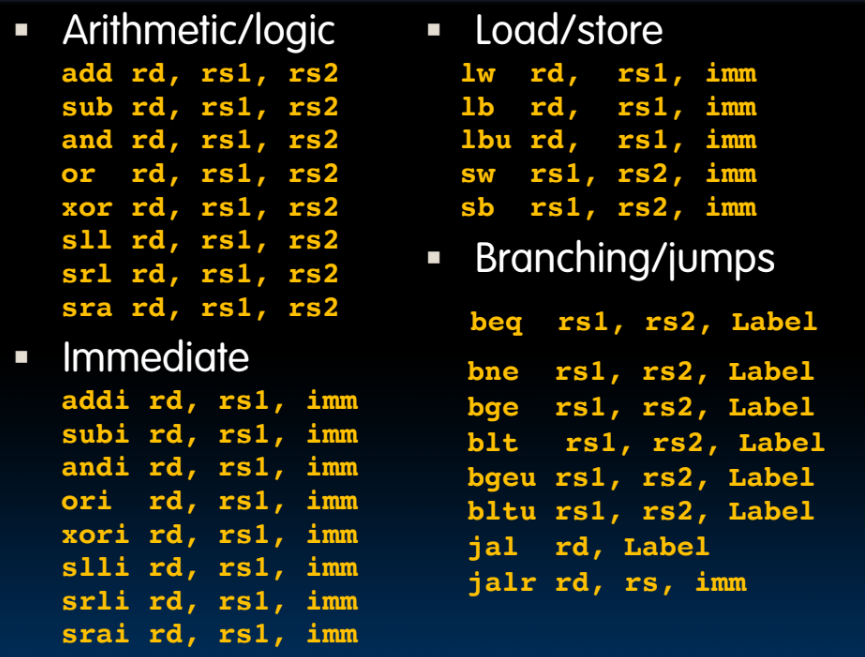 Arithmetic/logic
add rd, rs1, rs2
sub rd, rs1, rs2
and rd, rs1, rs2
or  rd, rs1, rs2
xor rd, rs1, rs2
sll rd, rs1, rs2
srl rd, rs1, rs2
sra rd, rs1, rs2
Immediate
addi rd, rs1, imm
subi rd, rs1, imm
andi rd, rs1, imm
ori  rd, rs1, imm
xori rd, rs1, imm
slli rd, rs1, imm
srli rd, rs1, imm
srai rd, rs1, imm
Load/store
lw  rd,  rs1, imm
lb  rd,  rs1, imm
lbu rd,  rs1, imm
sw  rs1, rs2, imm
sb  rs1, rs2, imm
Branching/jumps
beq  rs1, rs2, Label
bne  rs1, rs2, Label
bge  rs1, rs2, Label
blt  rs1, rs2, Label
bgeu rs1, rs2, Label
bltu rs1, rs2, Label
jal  rd, Label
jalr rd, rs, imm